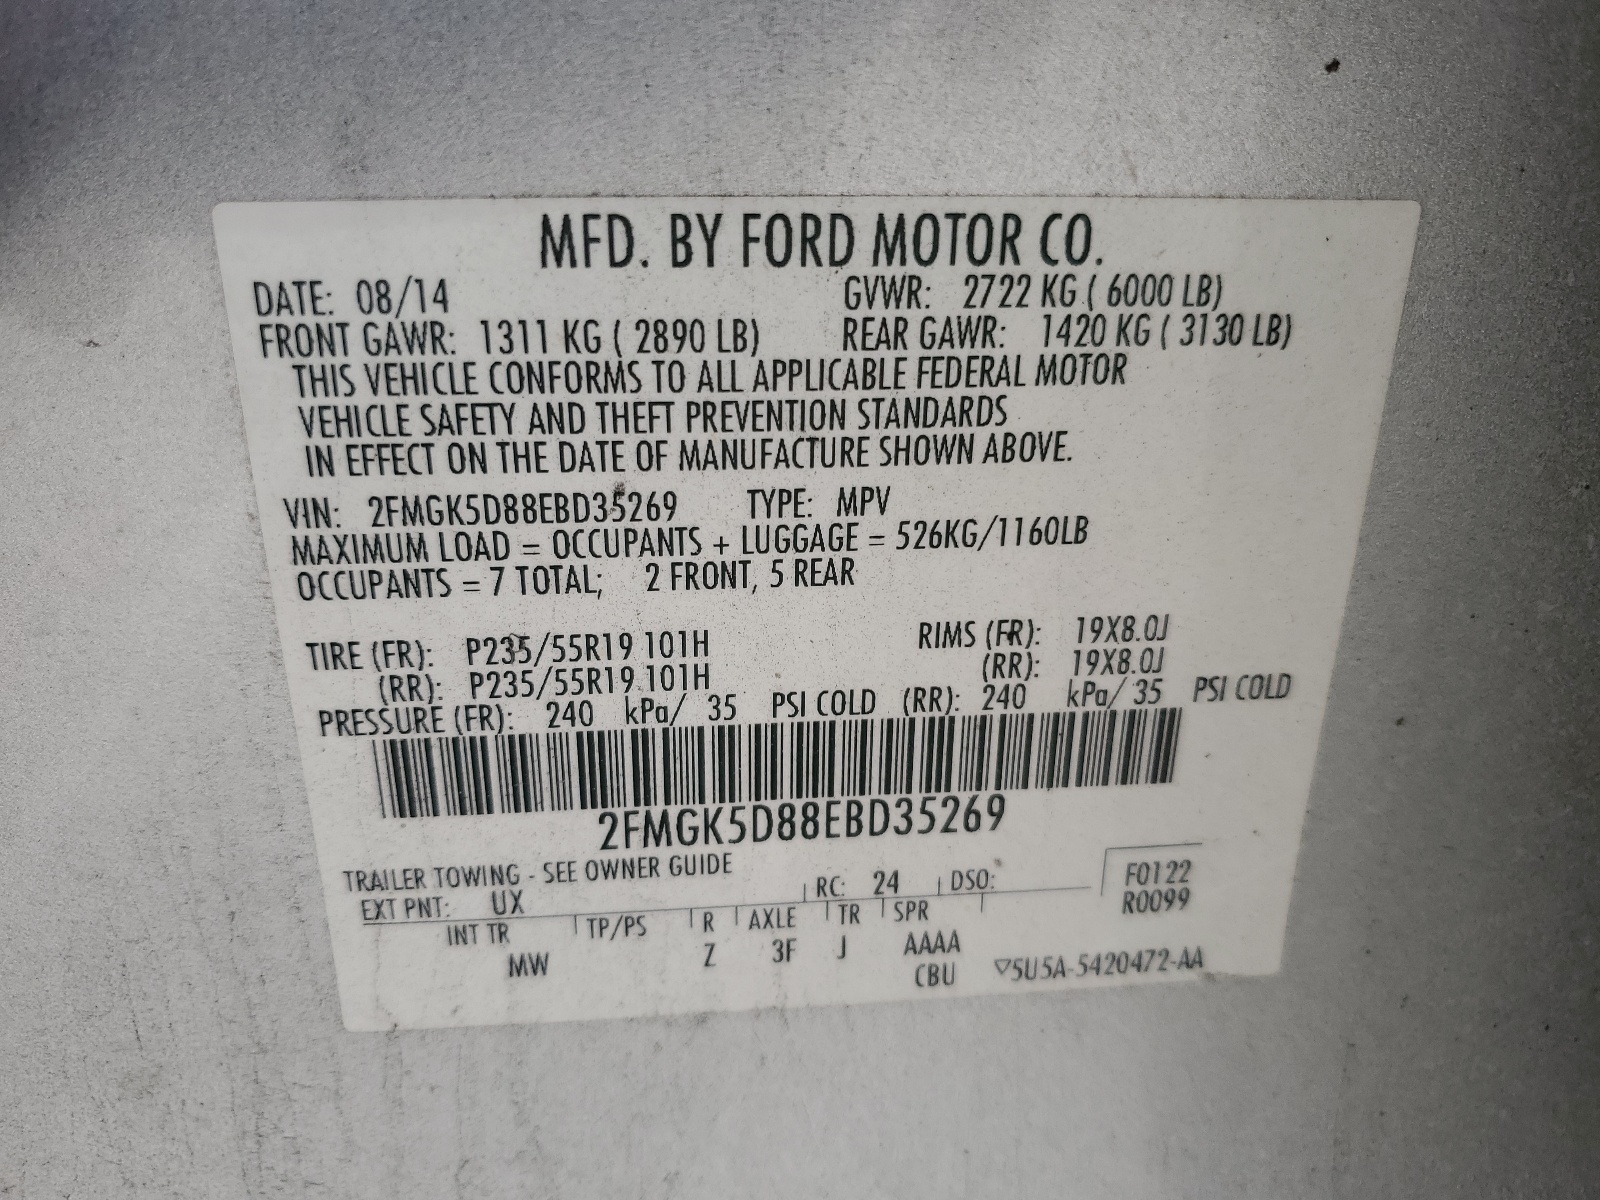 MFD. BY FORD MOTOR CO.
DATE: 08/14 GVWR: 2722 KG ( 6000 LB)
FRONT GAWR: 1311 KG ( 2890 LB) REAR GAWR: 1420 KG ( 3130 LB)
THIS VEHICLE CONFORMS TO ALL APPLICABLE FEDERAL MOTOR
VEHICLE SAFETY AND THEFT PREVENTION STANDARDS
IN EFFECT ON THE DATE OF MANUFACTURE SHOWN ABOVE.
VIN: 2FMGK5D88EBD35269 TYPE: MPV
MAXIMUM LOAD = OCCUPANTS + LUGGAGE = 526KG/1160LB
OCCUPANTS = 7 TOTAL; 2 FRONT, 5 REAR
TIRE (FR): P235/55R19 101H RIMS (FR): 19X8.0J
(RR): P235/55R19 101H (RR): 19X8.0J
PRESSURE (FR): 240 kPa/ 35 PSI COLD (RR): 240 kPa/ 35 PSI COLD
2FMGK5D88EBD35269
TRAILER TOWING - SEE OWNER GUIDE
EXT PNT: UX RC: 24 DSO: F0122
R0099
INT TR TP/PS R AXLE TR SPR
MW Z 3F J AAAA
CBU ▽5U5A-5420472-AA